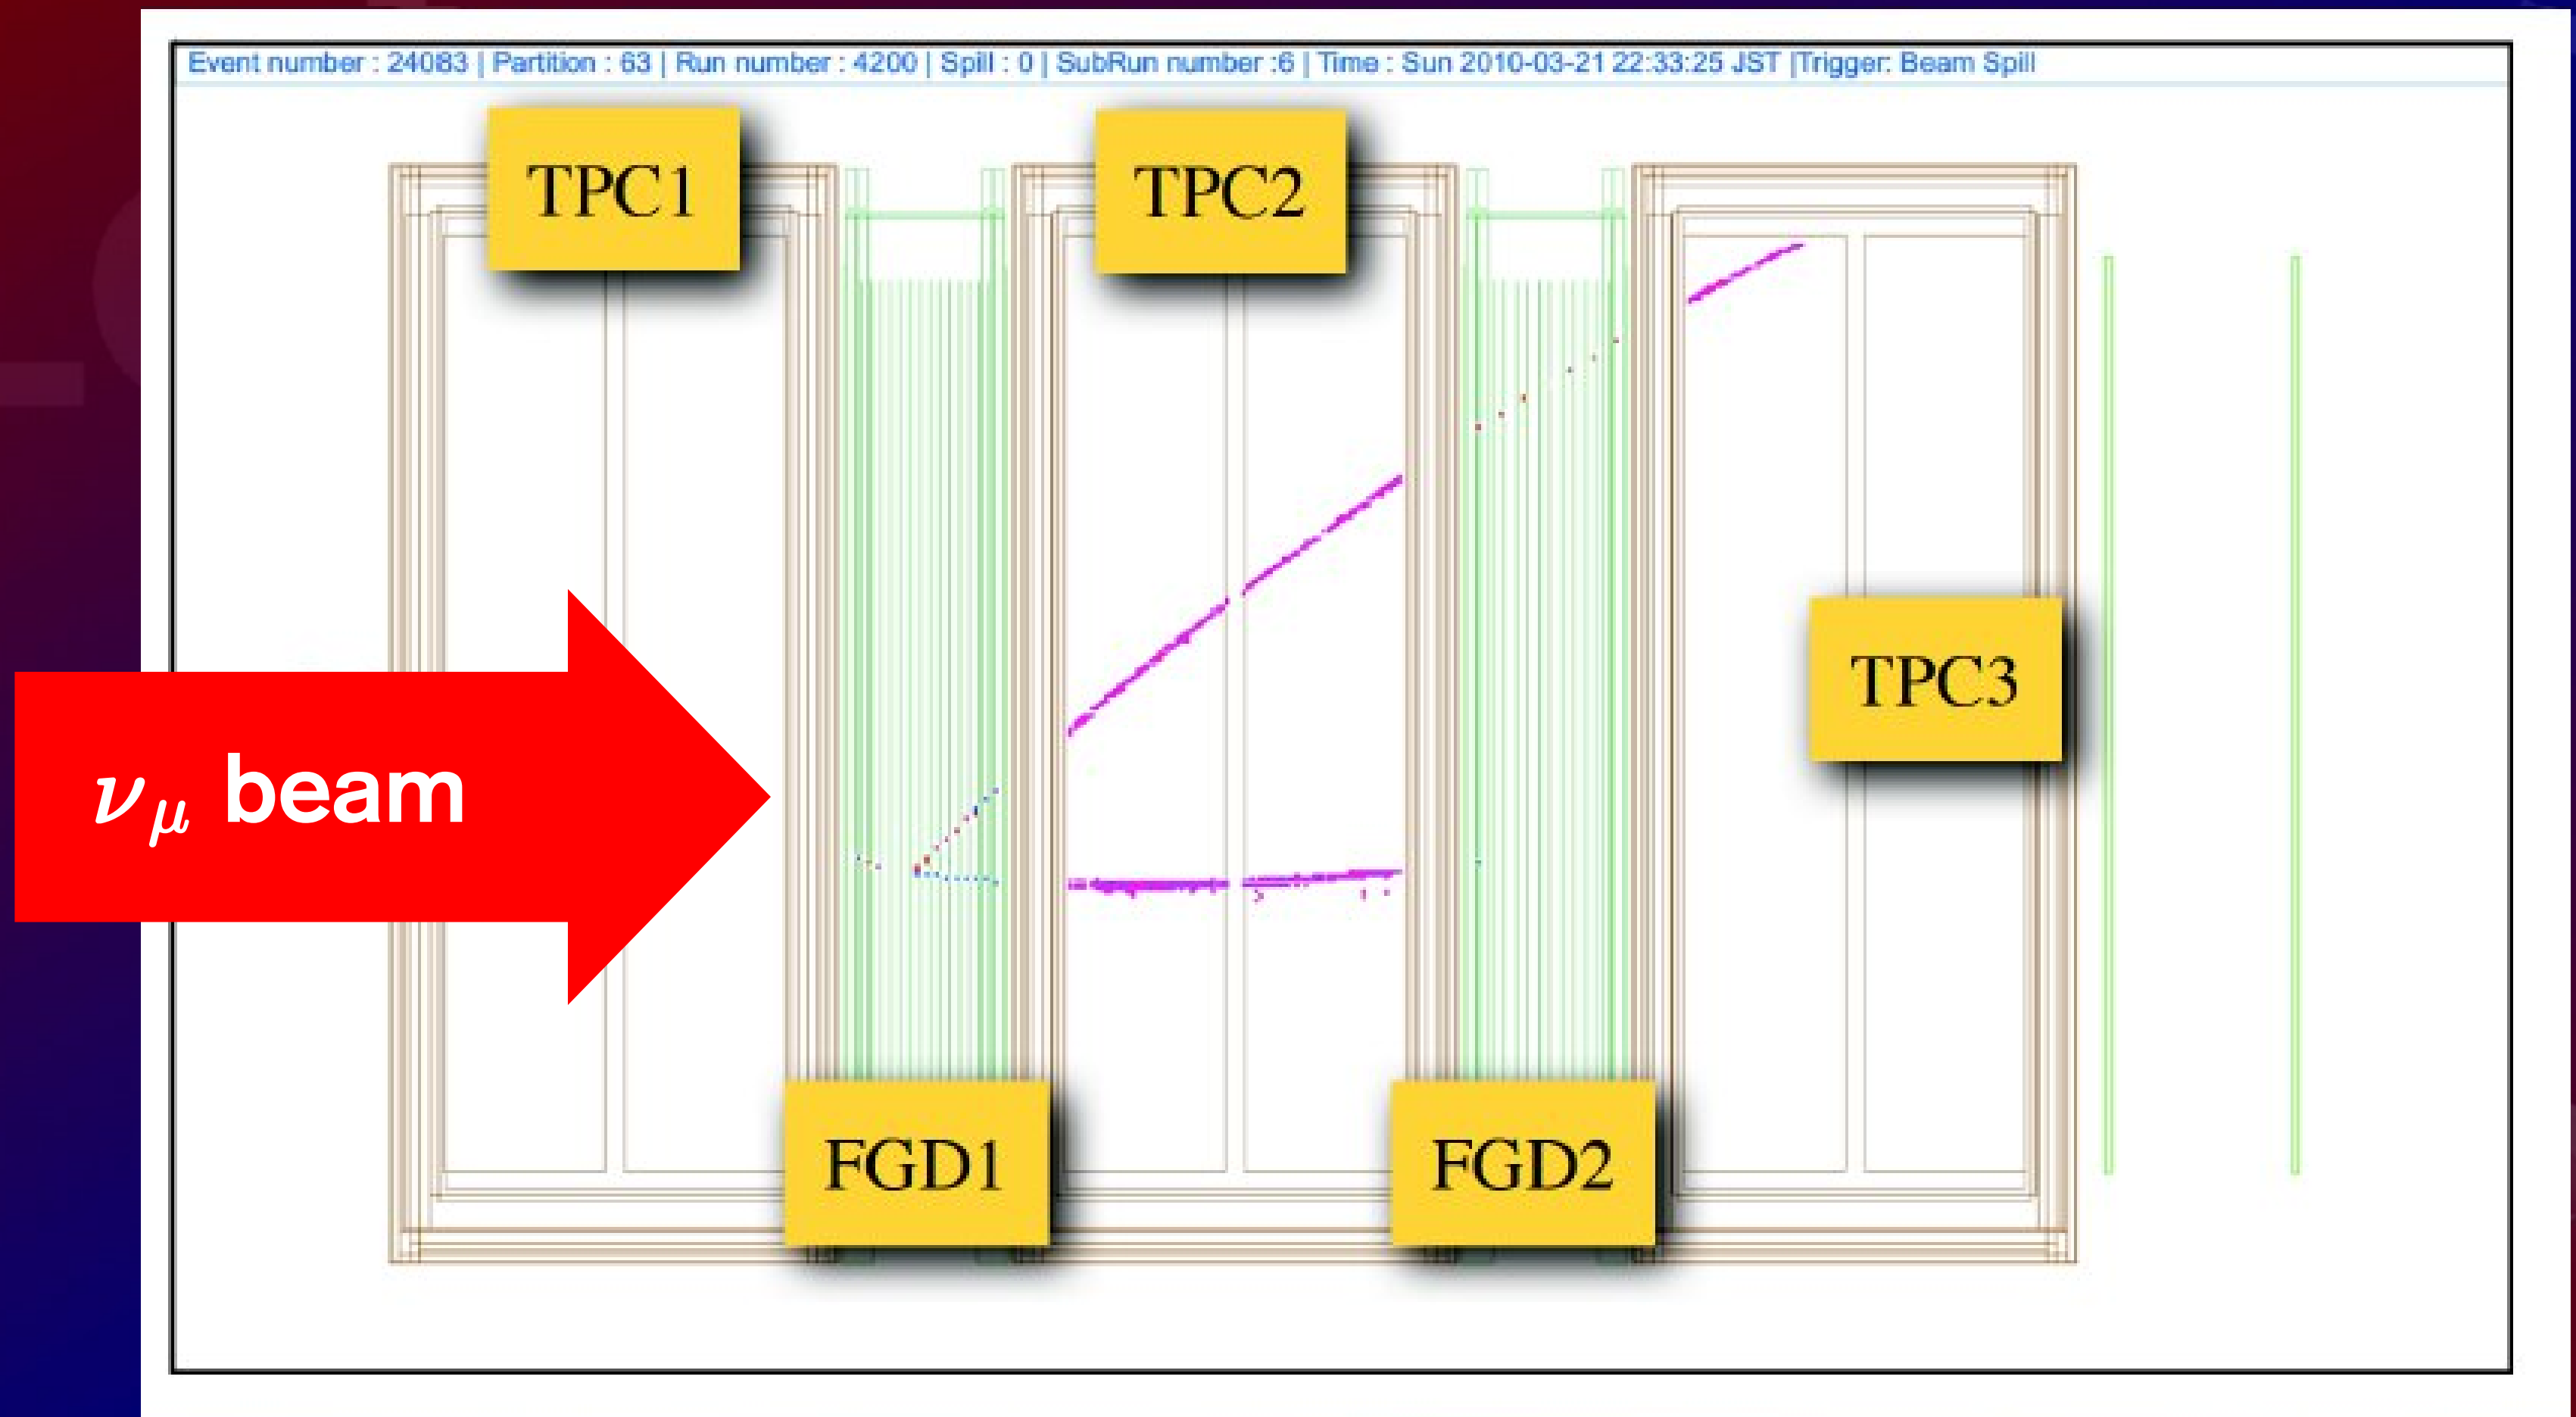 Event number : 24083 | Partition : 63 | Run number : 4200 | Spill : 0 | SubRun number :6 | Time : Sun 2010-03-21 22:33:25 JST |Trigger: Beam Spill
TPC1
TPC2
TPC3
νμ beam
FGD1
FGD2